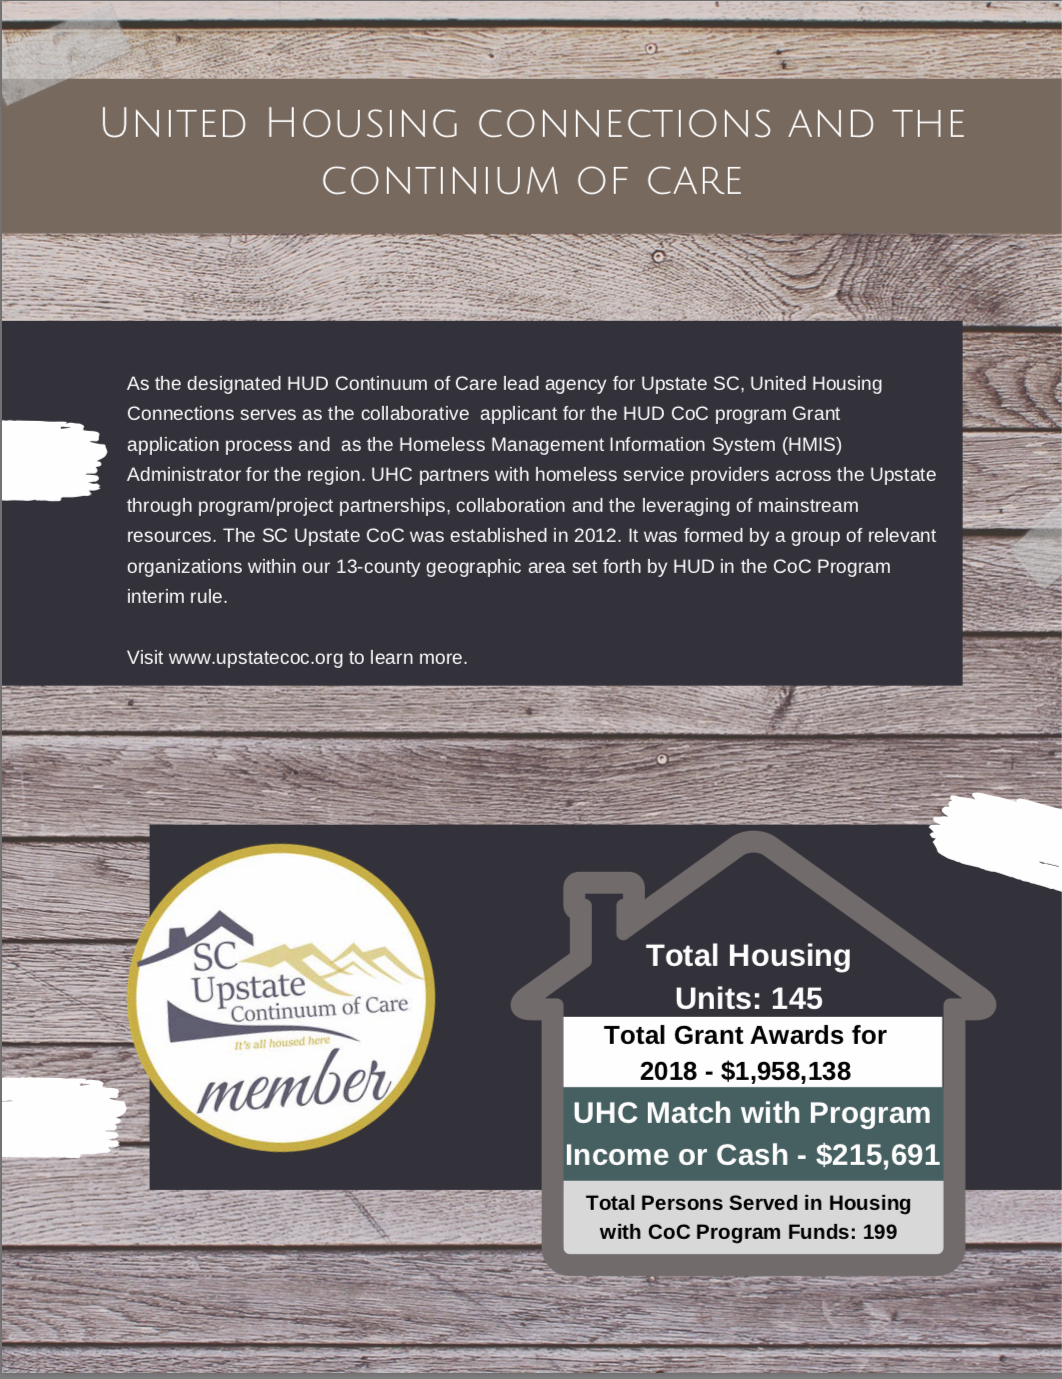 UNITED HOUSING CONNECTIONS AND THE
CONTINIUM OF CARE
As the designated HUD Continuum of Care lead agency for Upstate SC, United Housing
Connections serves as the collaborative  applicant for the HUD CoC program Grant
application process and  as the Homeless Management Information System (HMIS)
Administrator for the region. UHC partners with homeless service providers across the Upstate
through program/project partnerships, collaboration and the leveraging of mainstream
resources. The SC Upstate CoC was established in 2012. It was formed by a group of relevant
organizations within our 13-county geographic area set forth by HUD in the CoC Program
interim rule.
Visit www.upstatecoc.org to learn more.
SC
Upstate
Continuum of Care
It's all housed here
member
Total Housing
Units: 145
Total Grant Awards for
2018 - $1,958,138
UHC Match with Program
Income or Cash - $215,691
Total Persons Served in Housing
with CoC Program Funds: 199